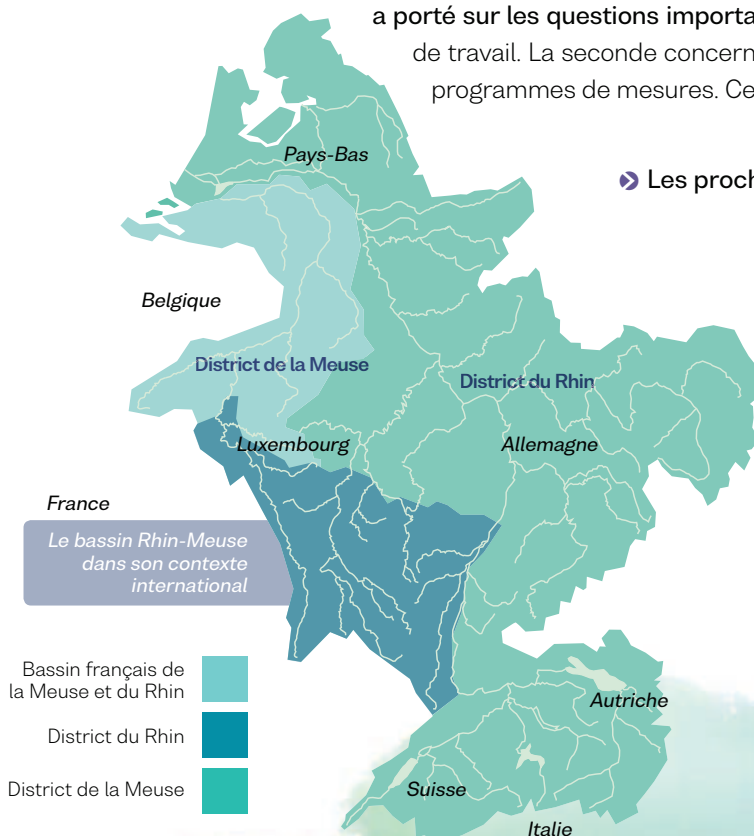 a porté sur les questions importa
de travail. La seconde concern
programmes de mesures. Ce
Les proch
Pays-Bas
Belgique
District de la Meuse
District du Rhin
Luxembourg
Allemagne
France
Le bassin Rhin-Meuse
dans son contexte
international
Bassin français de
la Meuse et du Rhin
District du Rhin
District de la Meuse
Autriche
Suisse
Italie